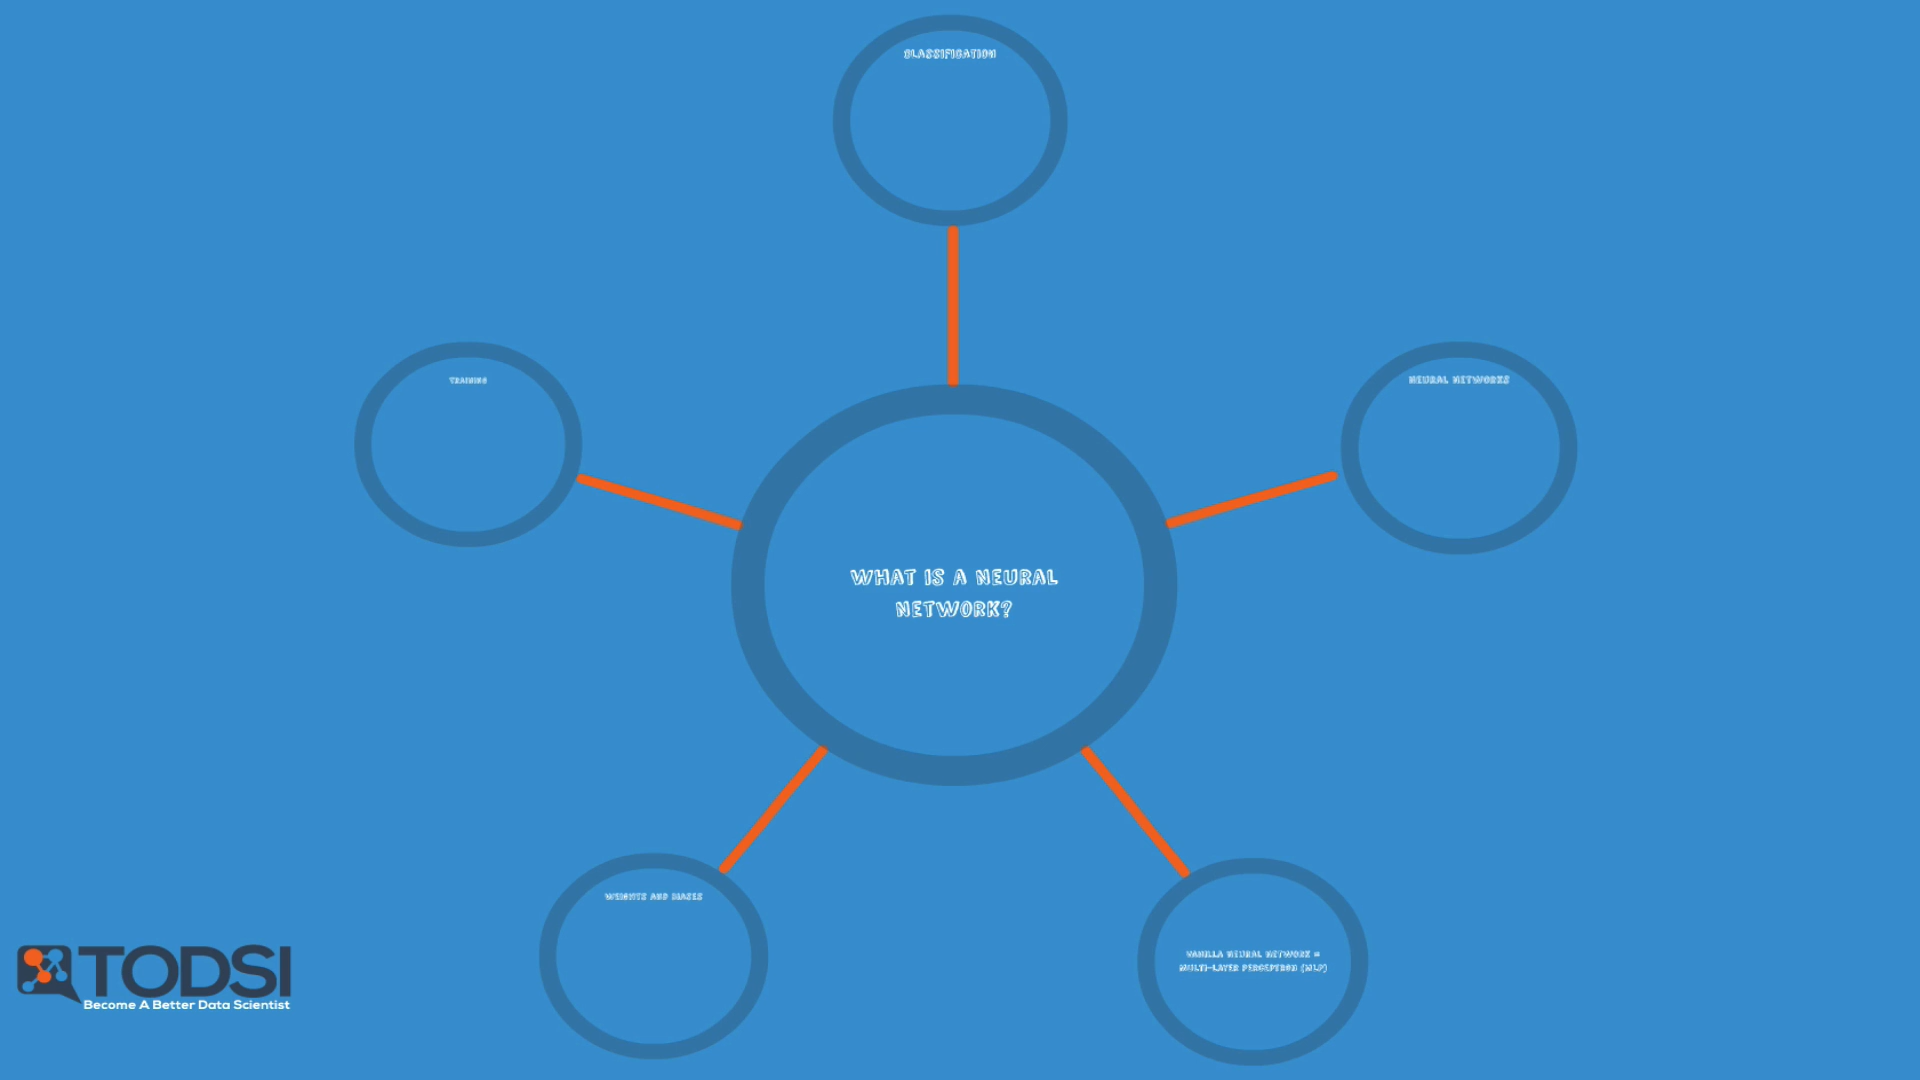 CLASSIFICATION
TRAINING
NEURAL NETWORKS
WHAT IS A NEURAL
NETWORK?
WEIGHTS AND BIASES
VANILLA NEURAL NETWORK =
MULTI-LAYER PERCEPTRON (MLP)
TODSI
Become A Better Data Scientist